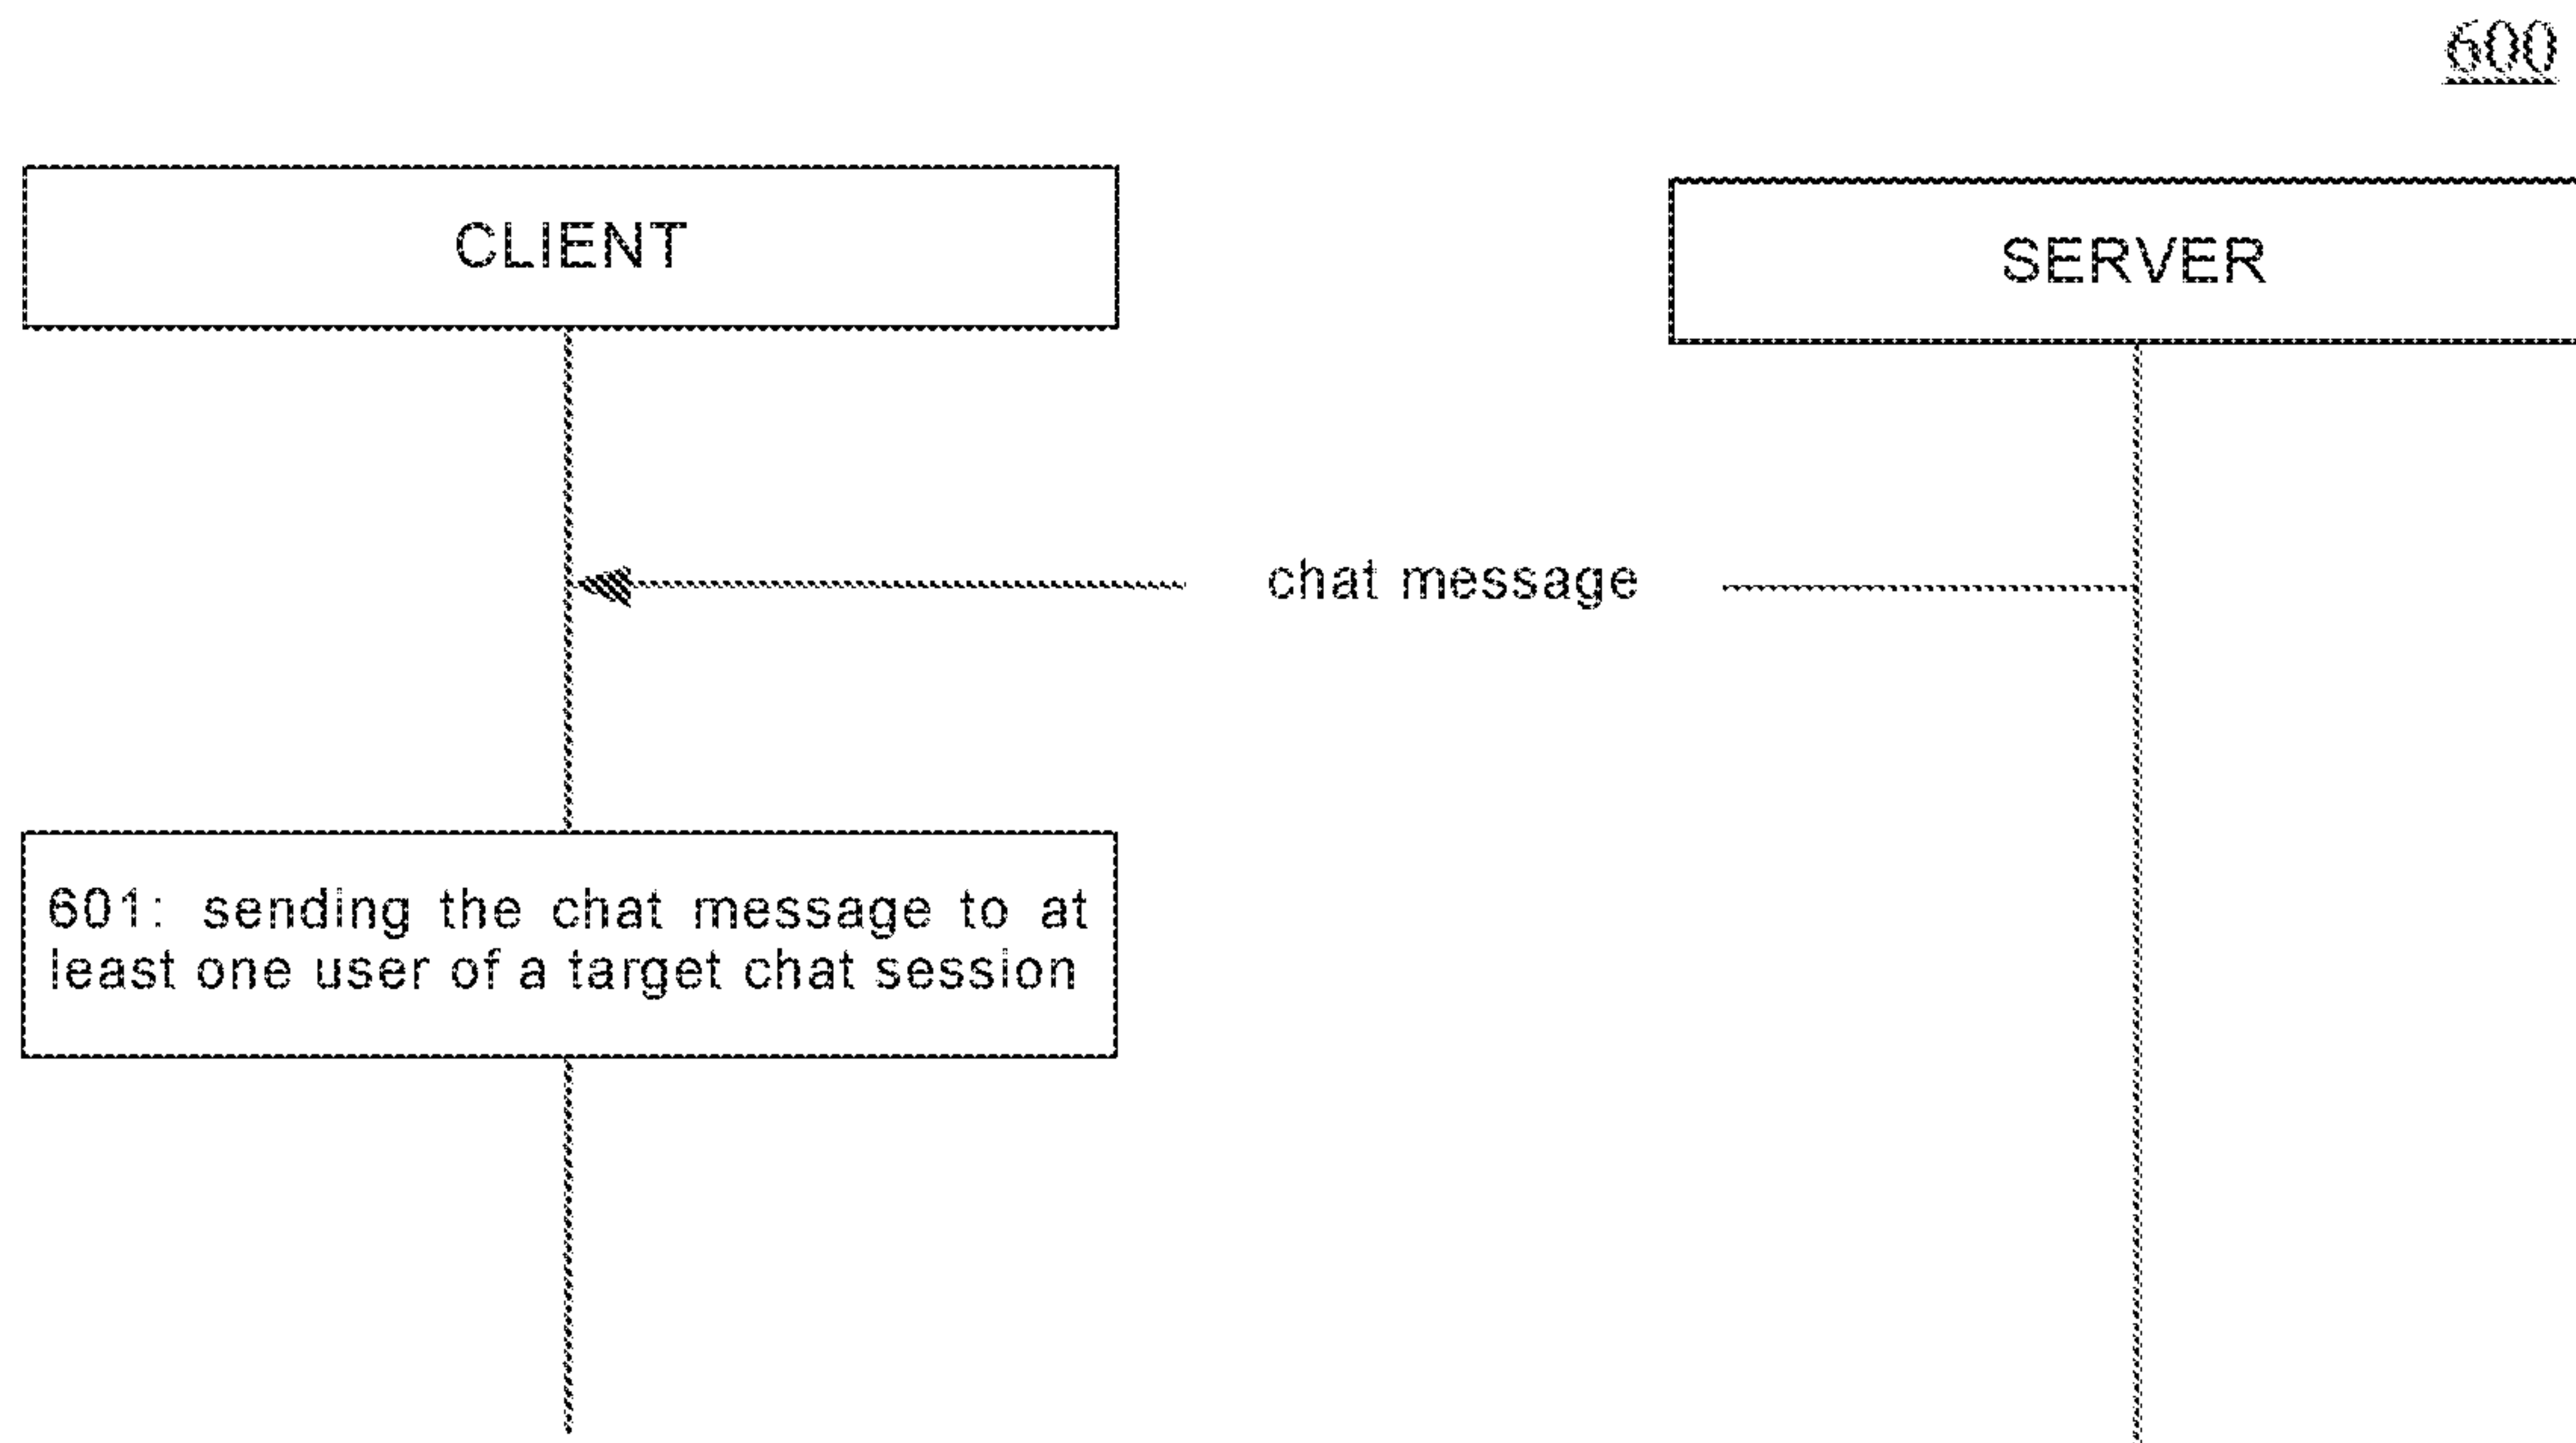 600
CLIENT
SERVER
chat message
601: sending the chat message to at
least one user of a target chat session